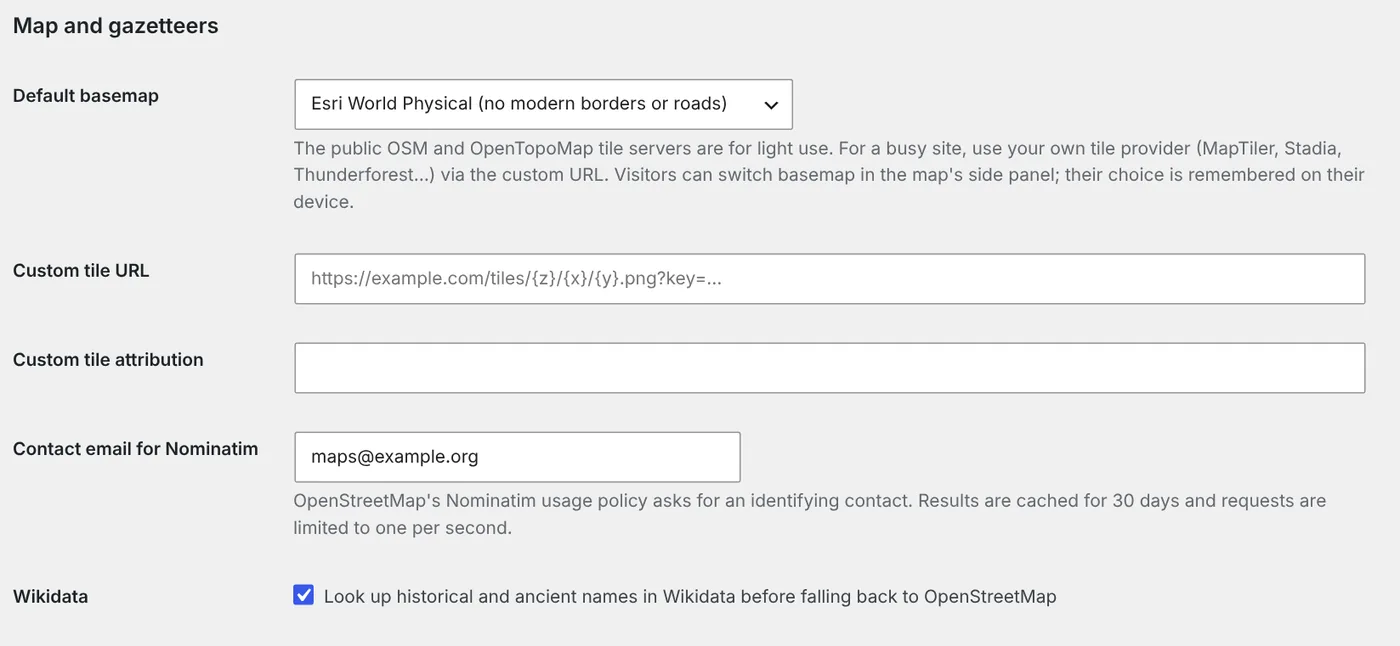 Map and gazetteers
Default basemap
Esri World Physical (no modern borders or roads)
The public OSM and OpenTopoMap tile servers are for light use. For a busy site, use your own tile provider (MapTiler, Stadia,
Thunderforest...) via the custom URL. Visitors can switch basemap in the map's side panel; their choice is remembered on their
device.
Custom tile URL
https://example.com/tiles/{z}/{x}/{y}.png?key=...
Custom tile attribution
Contact email for Nominatim
maps@example.org
OpenStreetMap's Nominatim usage policy asks for an identifying contact. Results are cached for 30 days and requests are
limited to one per second.
Wikidata
Look up historical and ancient names in Wikidata before falling back to OpenStreetMap